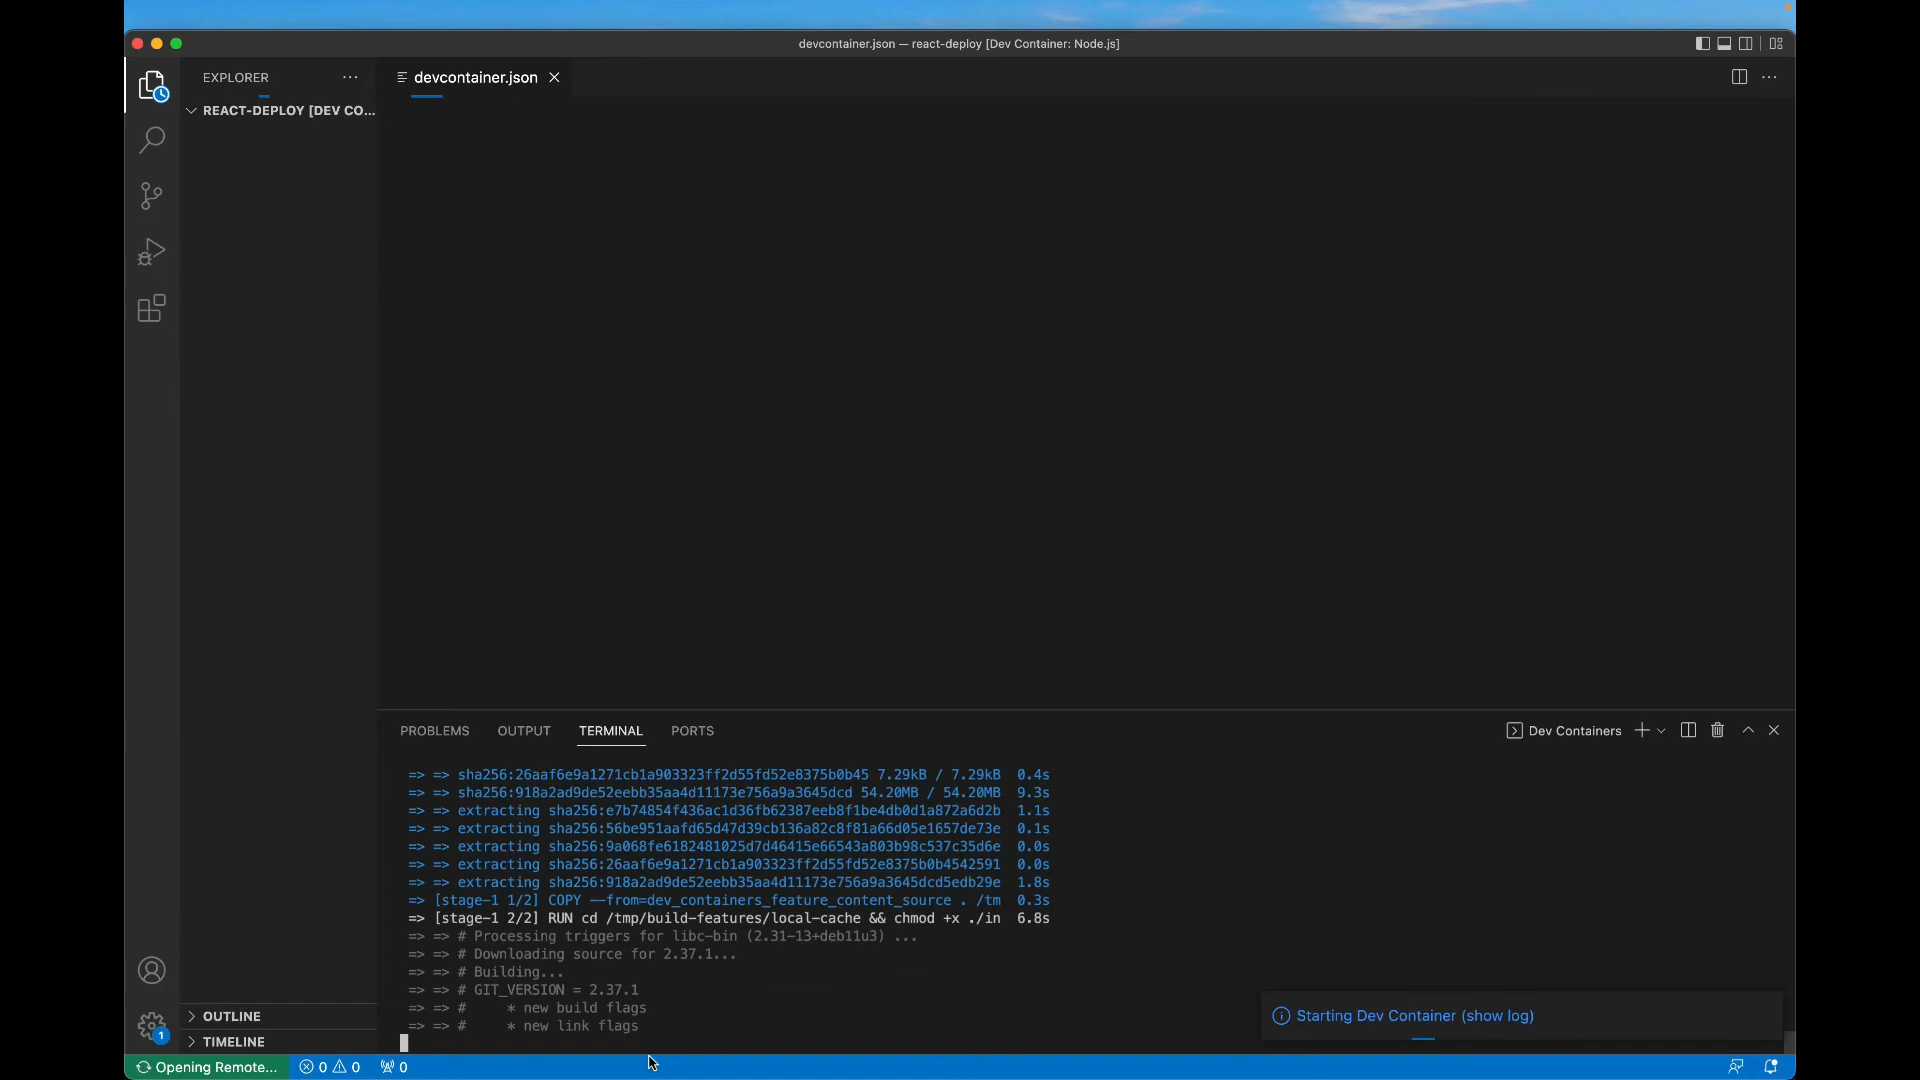 devcontainer.json — react-deploy [Dev Container: Node.js]
EXPLORER
devcontainer.json
REACT-DEPLOY [DEV CO...
PROBLEMS
OUTPUT
TERMINAL
PORTS
Dev Containers
=> => sha256:26aaf6e9a1271cb1a903323ff2d55fd52e8375b0b45 7.29kB / 7.29kB 0.4s
=> => sha256:918a2ad9de52eebb35aa4d11173e756a9a3645dcd 54.20MB / 54.20MB 9.3s
=> => extracting sha256:e7b74854f436ac1d36fb62387eeb8f1be4db0d1a872a6d2b 1.1s
=> => extracting sha256:56be951aafd65d47d39cb136a82c8f81a66d05e1657de73e 0.1s
=> => extracting sha256:9a068fe6182481025d7d46415e66543a803b98c537c35d6e 0.0s
=> => extracting sha256:26aaf6e9a1271cb1a903323ff2d55fd52e8375b0b4542591 0.0s
=> => extracting sha256:918a2ad9de52eebb35aa4d11173e756a9a3645dcd5edb29e 1.8s
=> [stage-1 1/2] COPY --from=dev_containers_feature_content_source . /tm 0.3s
=> [stage-1 2/2] RUN cd /tmp/build-features/local-cache && chmod +x ./in 6.8s
=> => # Processing triggers for libc-bin (2.31-13+deb11u3) ...
=> => # Downloading source for 2.37.1...
=> => # Building...
=> => # GIT_VERSION = 2.37.1
=> => # * new build flags
=> => # * new link flags
Starting Dev Container (show log)
OUTLINE
TIMELINE
1
Opening Remote...
0
0
0